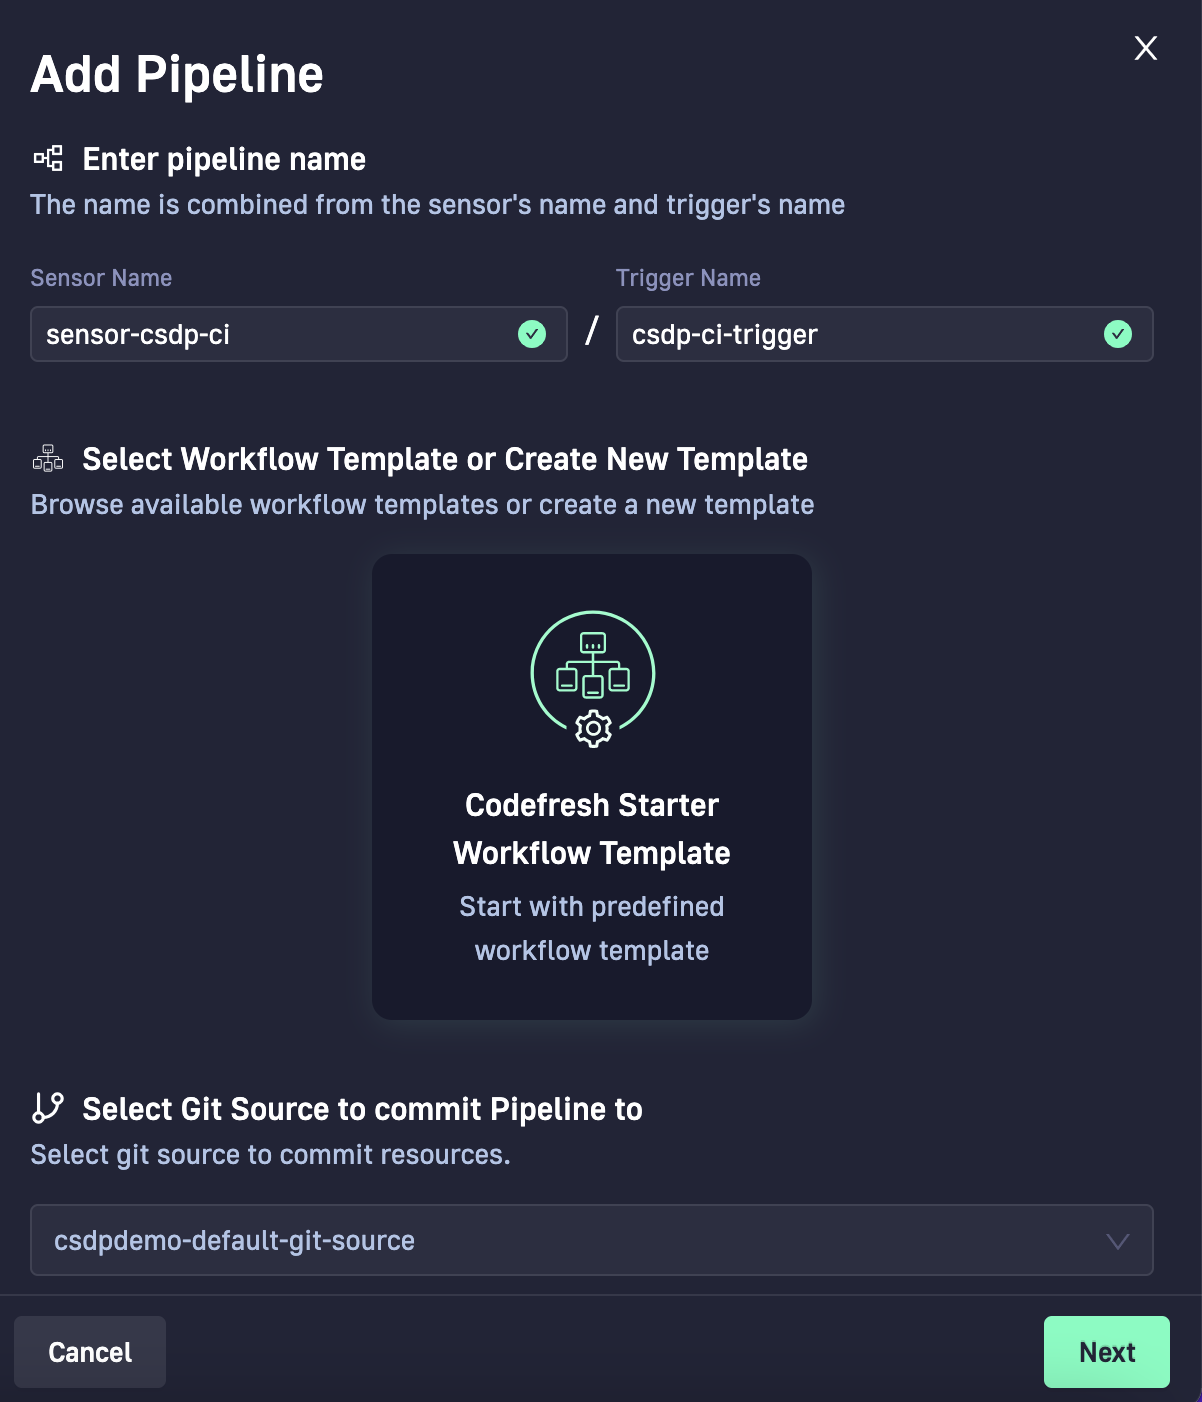 Add Pipeline
Enter pipeline name
The name is combined from the sensor's name and trigger's name
Sensor Name
Trigger Name
sensor-csdp-ci
/
csdp-ci-trigger
Select Workflow Template or Create New Template
Browse available workflow templates or create a new template
Codefresh Starter
Workflow Template
Start with predefined
workflow template
Select Git Source to commit Pipeline to
Select git source to commit resources.
csdpdemo-default-git-source
Cancel
Next